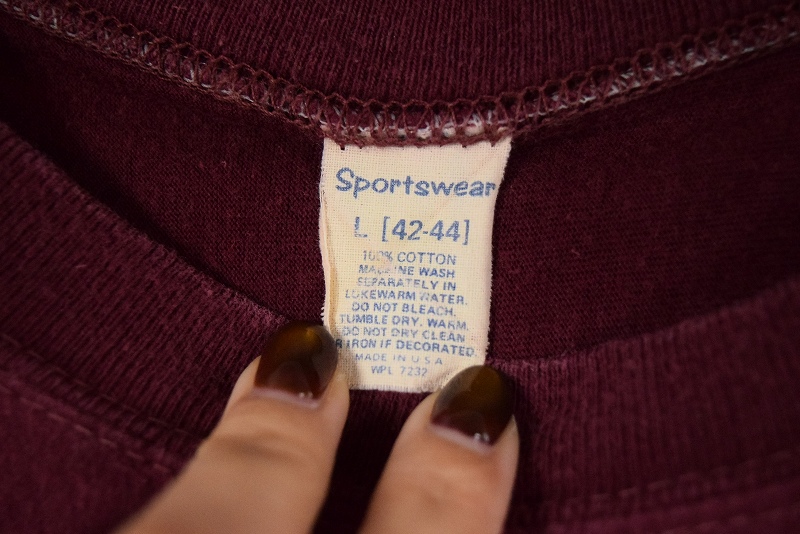 Sportswear
L [42-44]
100% COTTON
MACHINE WASH
SEPARATELY IN
LUKEWARM WATER.
DO NOT BLEACH.
TUMBLE DRY. WARM.
DO NOT DRY CLEAN
R IRON IF DECORATED.
MADE IN U.S.A.
WPL 7232